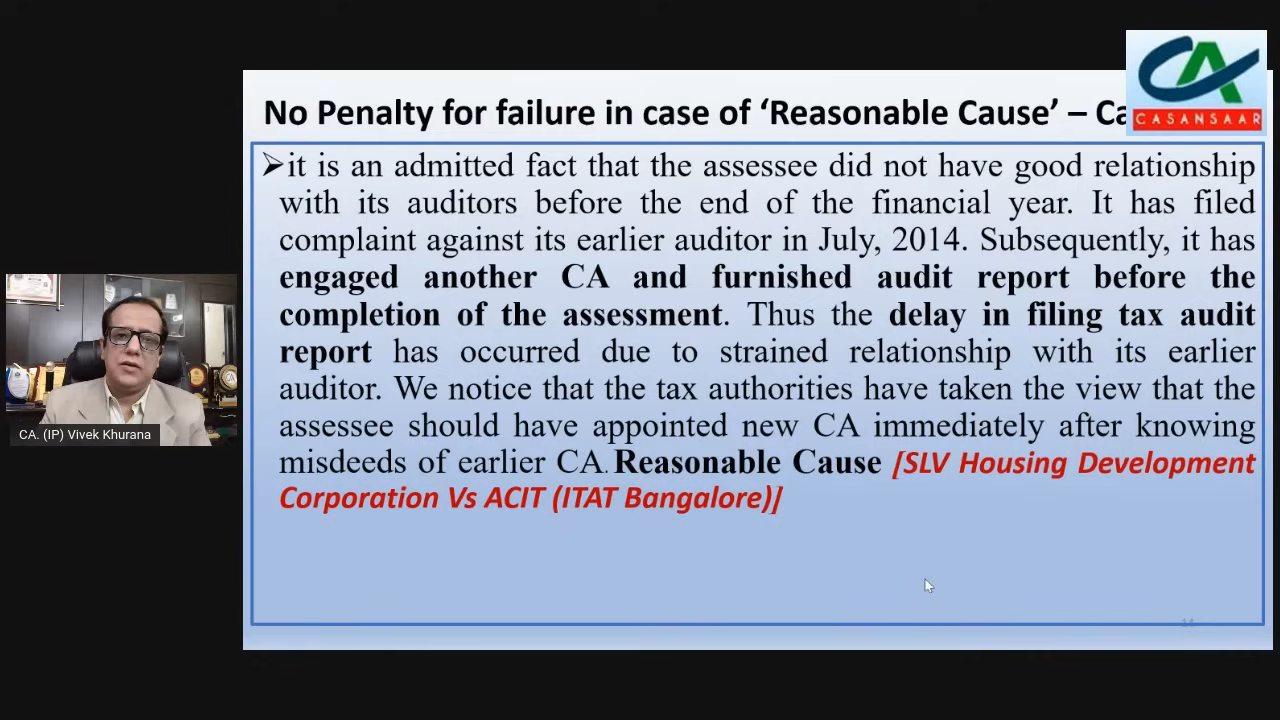 No Penalty for failure in case of ‘Reasonable Cause’ – Ca
CASANSAAR
➢it is an admitted fact that the assessee did not have good relationship
with its auditors before the end of the financial year. It has filed
complaint against its earlier auditor in July, 2014. Subsequently, it has
engaged another CA and furnished audit report before the
completion of the assessment. Thus the delay in filing tax audit
report has occurred due to strained relationship with its earlier
auditor. We notice that the tax authorities have taken the view that the
assessee should have appointed new CA immediately after knowing
misdeeds of earlier CA. Reasonable Cause [SLV Housing Development
Corporation Vs ACIT (ITAT Bangalore)]
CA. (IP) Vivek Khurana
14